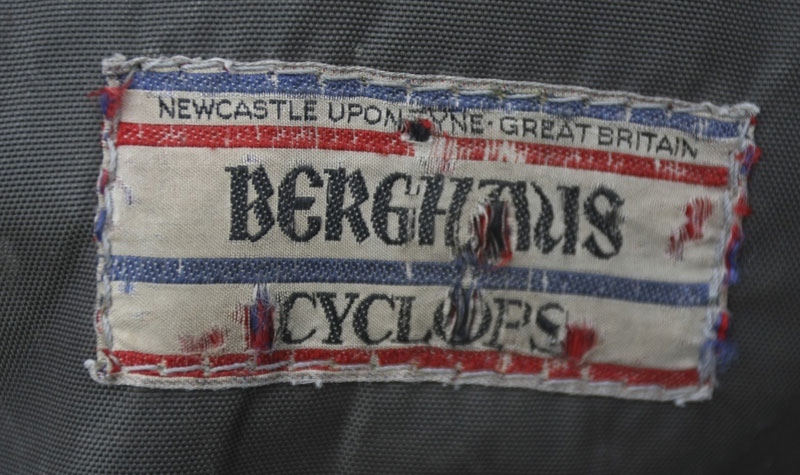 NEWCASTLE UPON TYNE · GREAT BRITAIN
BERGHAUS
CYCLOPS